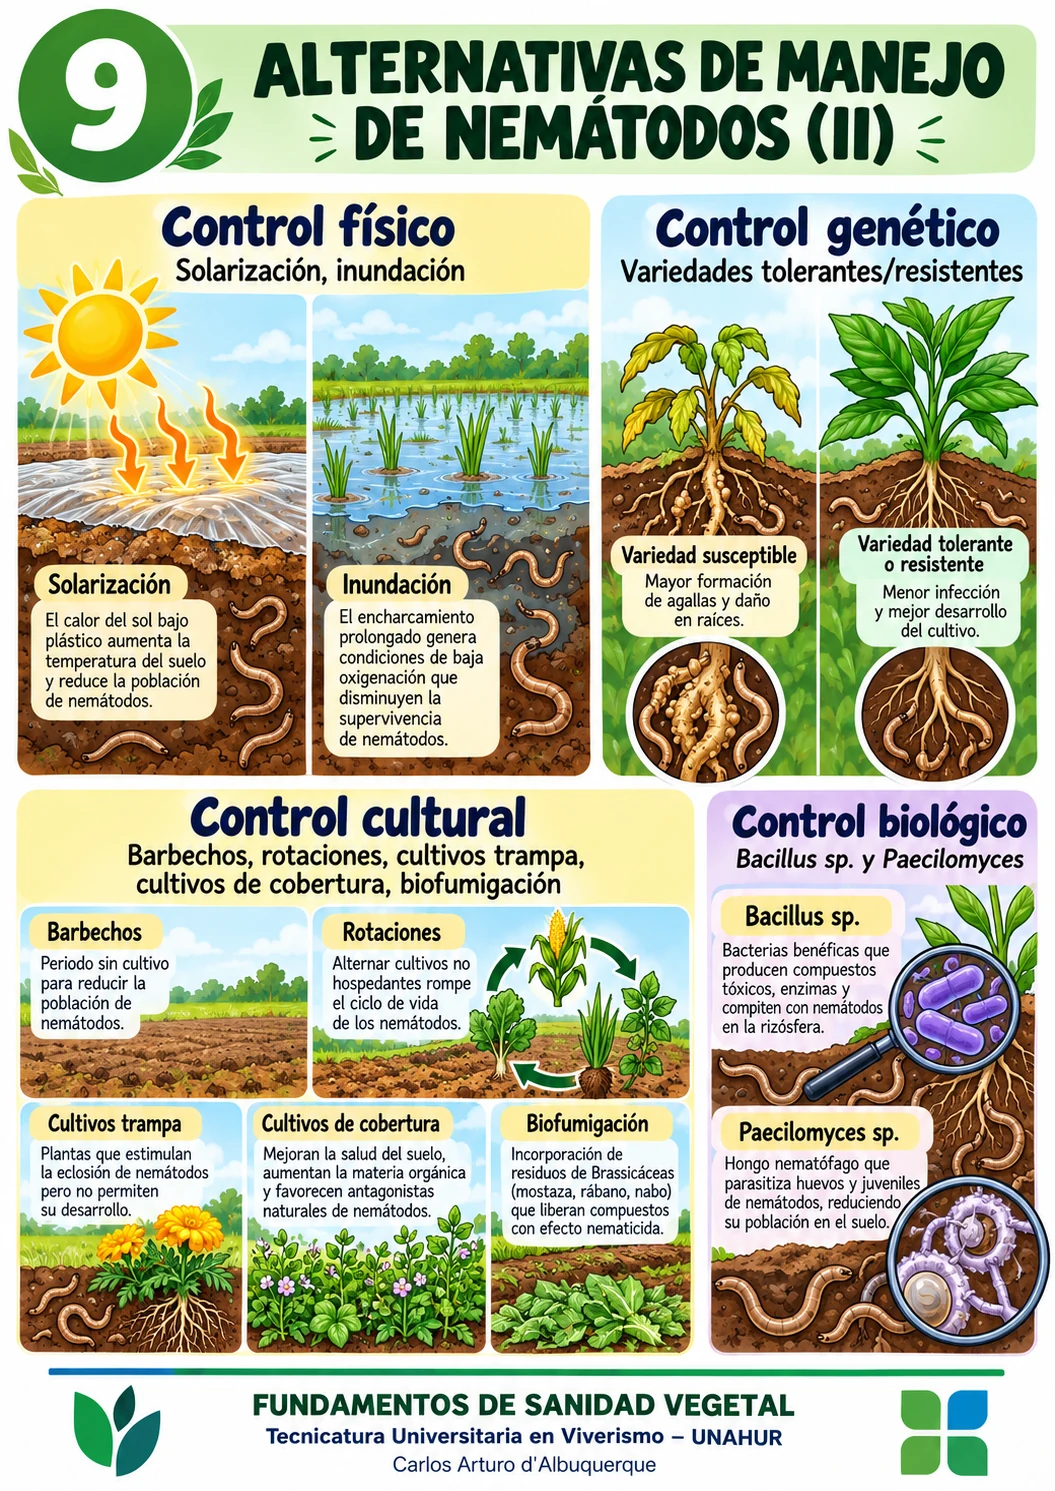 9
ALTERNATIVAS DE MANEJO
DE NEMÁTODOS (II)
Control físico
Solarización, inundación
Solarización
El calor del sol bajo
plástico aumenta la
temperatura del suelo
y reduce la población
de nemátodos.
Inundación
El encharcamiento
prolongado genera
condiciones de baja
oxigenación que
disminuyen la
supervivencia
de nemátodos.
Control genético
Variedades tolerantes/resistentes
Variedad susceptible
Mayor formación
de agallas y daño
en raíces.
Variedad tolerante
o resistente
Menor infección
y mejor desarrollo
del cultivo.
Control cultural
Barbechos, rotaciones, cultivos trampa,
cultivos de cobertura, biofumigación
Barbechos
Periodo sin cultivo
para reducir la
población de
nemátodos.
Rotaciones
Alternar cultivos no
hospedantes rompe
el ciclo de vida
de los nemátodos.
Cultivos trampa
Plantas que estimulan
la eclosión de nemátodos
pero no permiten
su desarrollo.
Cultivos de cobertura
Mejoran la salud del suelo,
aumentan la materia orgánica
y favorecen antagonistas
naturales de nemátodos.
Biofumigación
Incorporación de
residuos de Brassicáceas
(mostaza, rábano, nabo)
que liberan compuestos
con efecto nematicida.
Control biológico
Bacillus sp. y Paecilomyces
Bacillus sp.
Bacterias benéficas que
producen compuestos
tóxicos, enzimas y
compiten con nemátodos
en la rizósfera.
Paecilomyces sp.
Hongo nematófago que
parasitiza huevos y juveniles
de nemátodos, reduciendo
su población en el suelo.
FUNDAMENTOS DE SANIDAD VEGETAL
Tecnicatura Universitaria en Viverismo – UNAHUR
Carlos Arturo d'Albuquerque